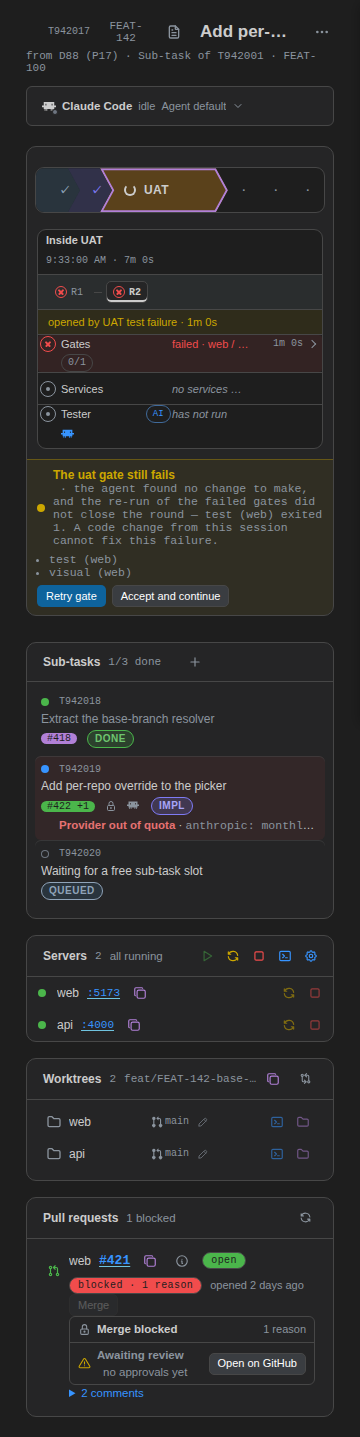 T942017 FEAT-142 Add per-…
from D88 (P17) · Sub-task of T942001 · FEAT-100
Claude Code idle Agent default
UAT
Inside UAT
9:33:00 AM · 7m 0s
R1 — R2
opened by UAT test failure · 1m 0s
Gates failed · web / … 1m 0s
0/1
Services no services …
Tester AI has not run
The uat gate still fails
· the agent found no change to make,
and the re-run of the failed gates did
not close the round — test (web) exited
1. A code change from this session
cannot fix this failure.
• test (web)
• visual (web)
Retry gate Accept and continue
Sub-tasks 1/3 done
T942018
Extract the base-branch resolver
#418 DONE
T942019
Add per-repo override to the picker
#422 +1 IMPL
Provider out of quota · anthropic: monthl…
T942020
Waiting for a free sub-task slot
QUEUED
Servers 2 all running
web :5173
api :4000
Worktrees 2 feat/FEAT-142-base-…
web main
api main
Pull requests 1 blocked
web #421 open
blocked · 1 reason opened 2 days ago
Merge
Merge blocked 1 reason
Awaiting review
no approvals yet
Open on GitHub
2 comments